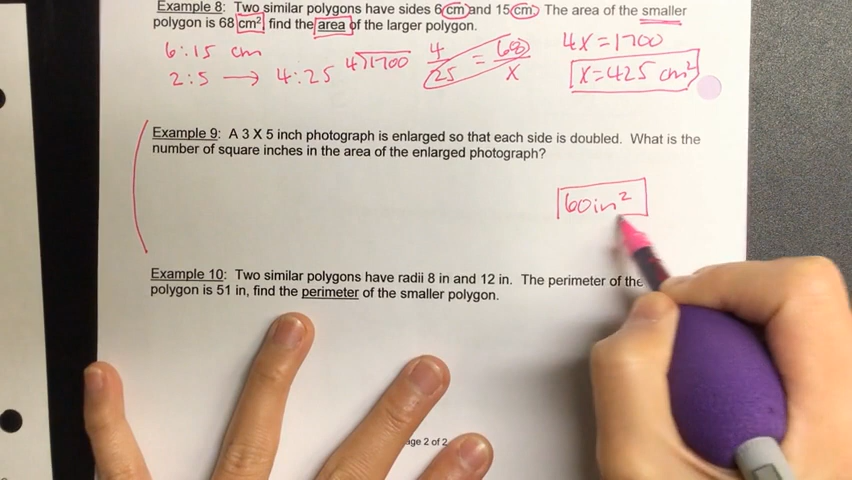 Example 8: Two similar polygons have sides 6 cm and 15 cm. The area of the smaller
polygon is 68 cm², find the area of the larger polygon.
6:15 cm
2:5 → 4:25
4)1700
4/25 = 68/x
4x = 1700
x = 425 cm²
Example 9: A 3 X 5 inch photograph is enlarged so that each side is doubled. What is the
number of square inches in the area of the enlarged photograph?
60in²
Example 10: Two similar polygons have radii 8 in and 12 in. The perimeter of the
polygon is 51 in, find the perimeter of the smaller polygon.
2 of 2